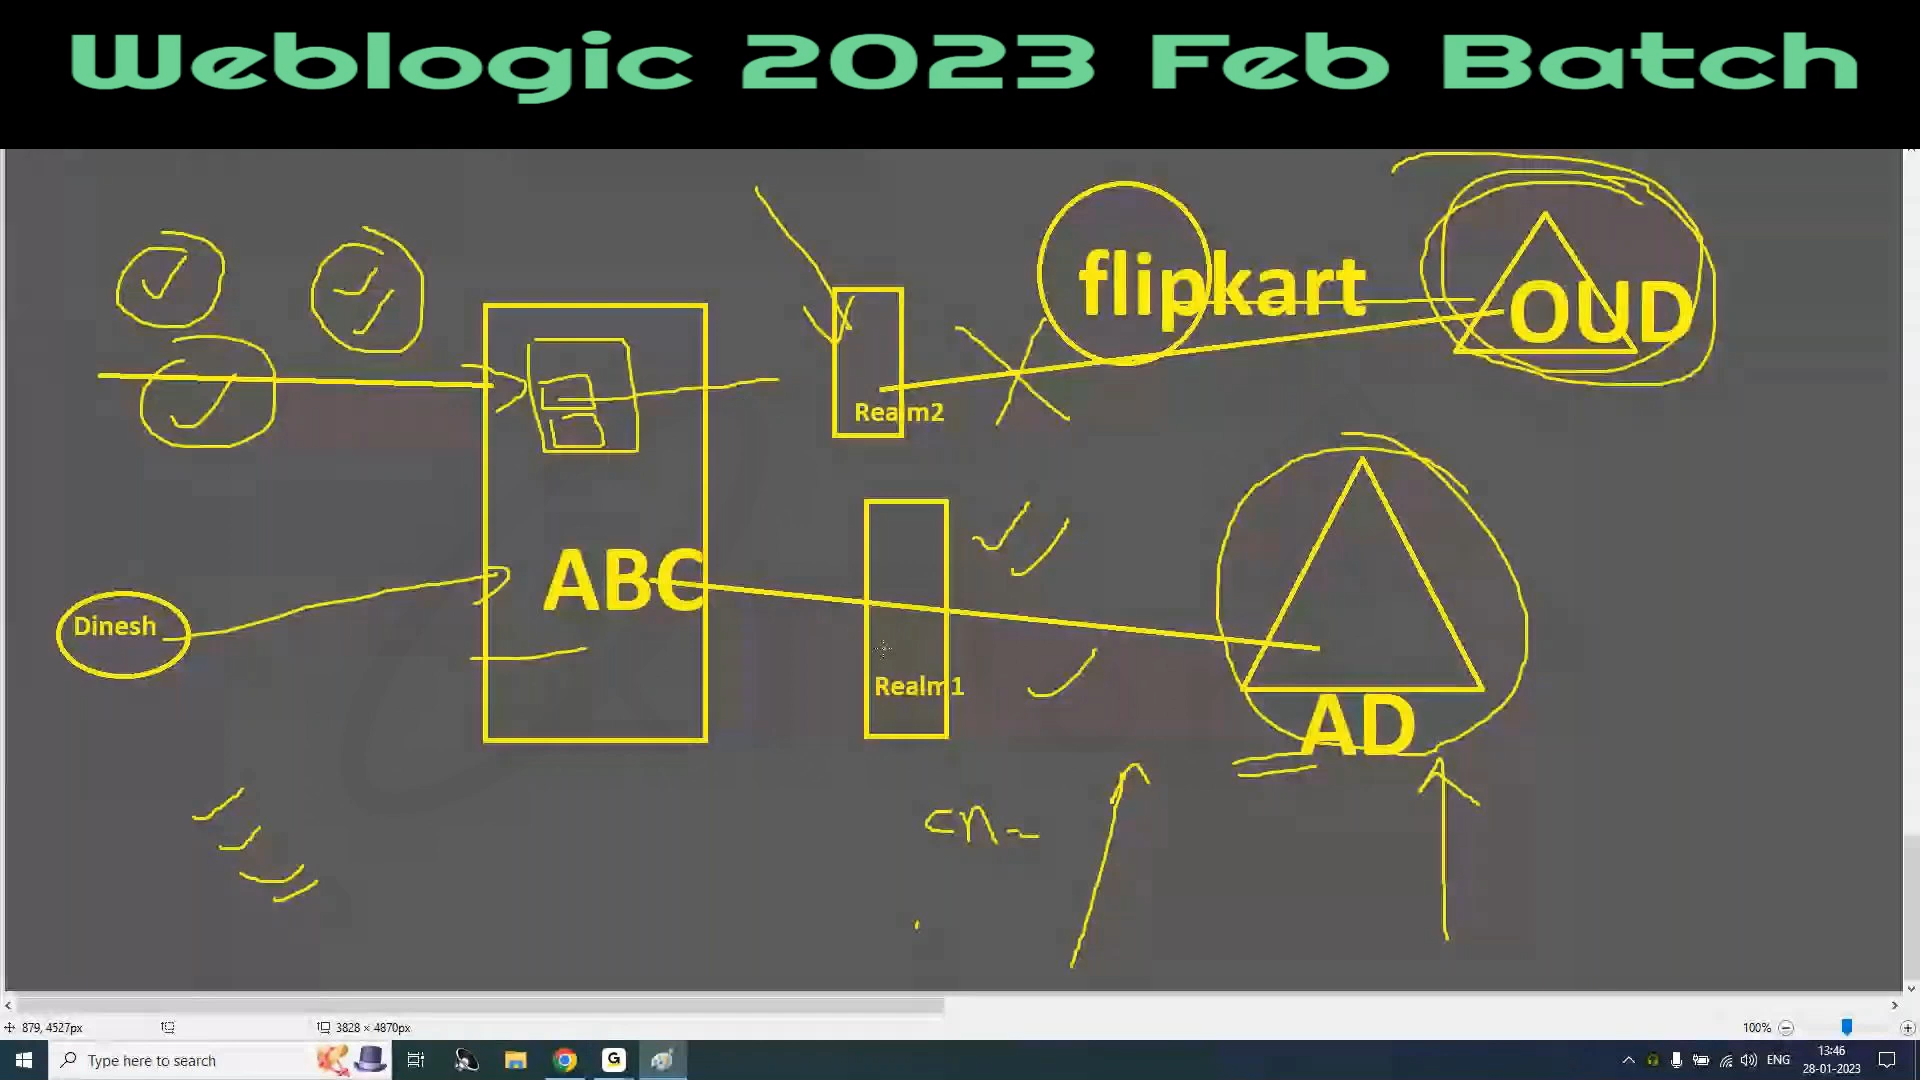 Weblogic 2023 Feb Batch
flipkart
OUD
Realm2
ABC
Dinesh
Realm1
AD
cn=
879, 4527px
3828 × 4870px
100%
Type here to search
G
ENG
13:46
28-01-2023